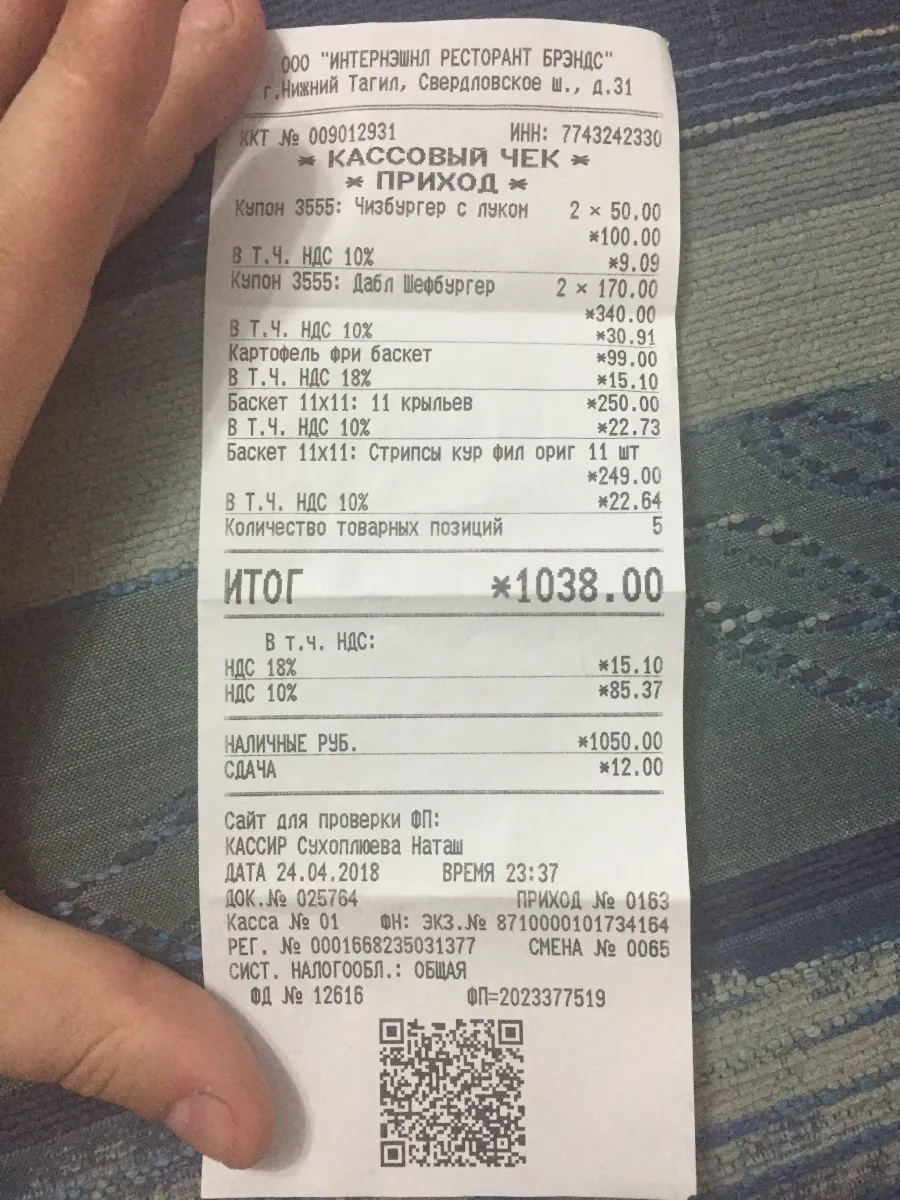 ООО "ИНТЕРНЭШНЛ РЕСТОРАНТ БРЭНДС"
г.Нижний Тагил, Свердловское ш., д.31
ККТ № 009012931 ИНН: 7743242330
* КАССОВЫЙ ЧЕК *
* ПРИХОД *
Купон 3555: Чизбургер с луком 2 × 50.00
*100.00
В Т.Ч. НДС 10% *9.09
Купон 3555: Дабл Шефбургер 2 × 170.00
*340.00
В Т.Ч. НДС 10% *30.91
Картофель фри баскет *99.00
В Т.Ч. НДС 18% *15.10
Баскет 11х11: 11 крыльев *250.00
В Т.Ч. НДС 10% *22.73
Баскет 11х11: Стрипсы кур фил ориг 11 шт
*249.00
В Т.Ч. НДС 10% *22.64
Количество товарных позиций 5
ИТОГ *1038.00
В т.ч. НДС:
НДС 18% *15.10
НДС 10% *85.37
НАЛИЧНЫЕ РУБ. *1050.00
СДАЧА *12.00
Сайт для проверки ФП:
КАССИР Сухоплюева Наташ
ДАТА 24.04.2018 ВРЕМЯ 23:37
ДОК.№ 025764 ПРИХОД № 0163
Касса № 01 ФН: ЭКЗ.№ 8710000101734164
РЕГ. № 0001668235031377 СМЕНА № 0065
СИСТ. НАЛОГООБЛ.: ОБЩАЯ
ФД № 12616 ФП=2023377519